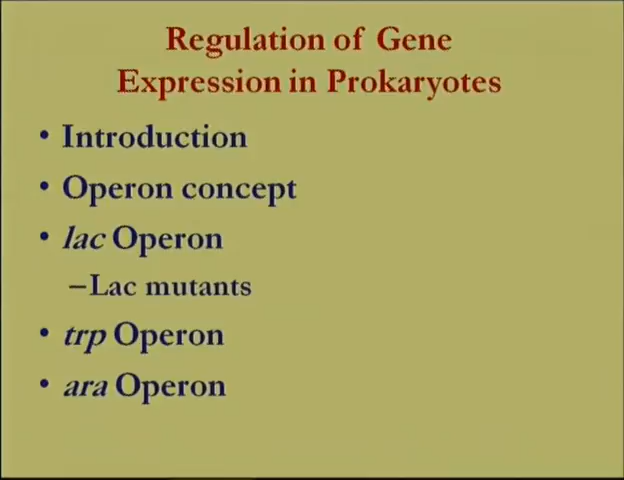 Regulation of Gene
Expression in Prokaryotes
• Introduction
• Operon concept
• lac Operon
–Lac mutants
• trp Operon
• ara Operon